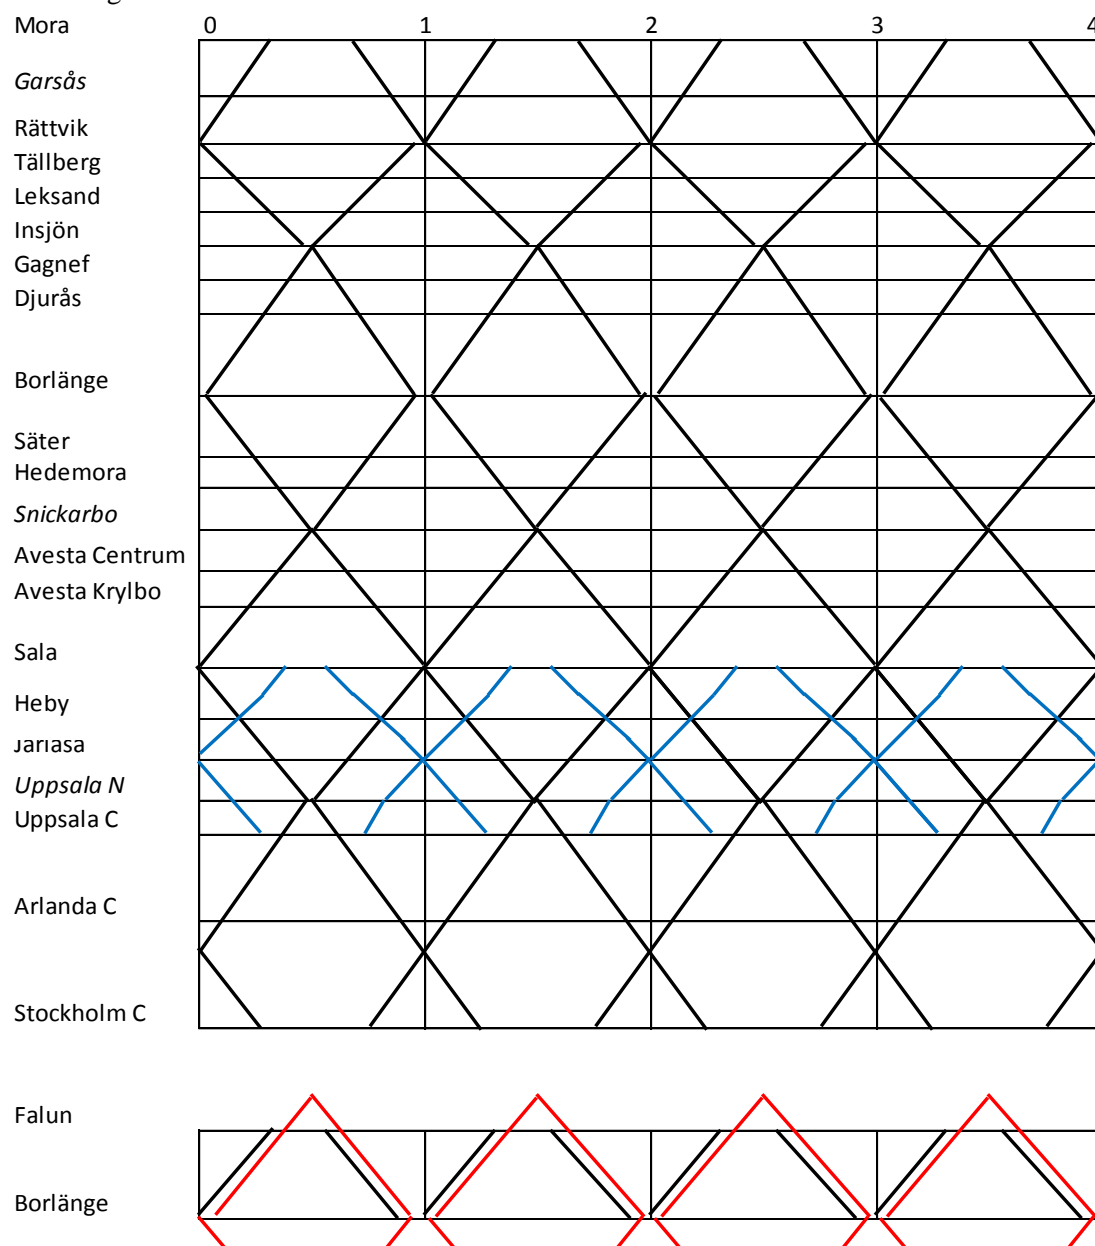 Mora 0 1 2 3 4
Garsås
Rättvik
Tällberg
Leksand
Insjön
Gagnef
Djurås
Borlänge
Säter
Hedemora
Snickarbo
Avesta Centrum
Avesta Krylbo
Sala
Heby
Uppsala N
Uppsala C
Arlanda C
Stockholm C
Falun
Borlänge